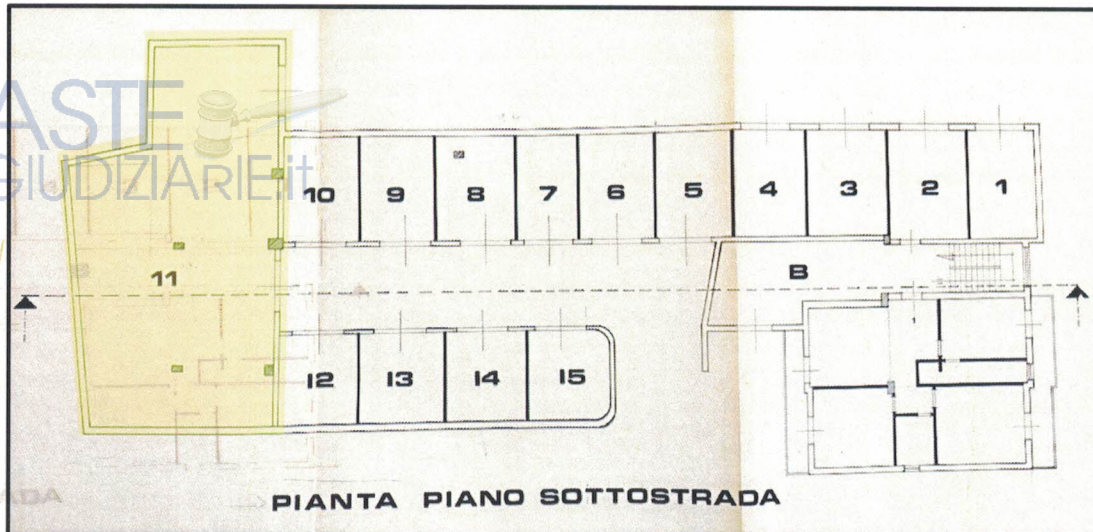 ASTE
GIUDIZIARIE.it
10 9 8 7 6 5 4 3 2 1
11
B
12 13 14 15
ADA
PIANTA PIANO SOTTOSTRADA